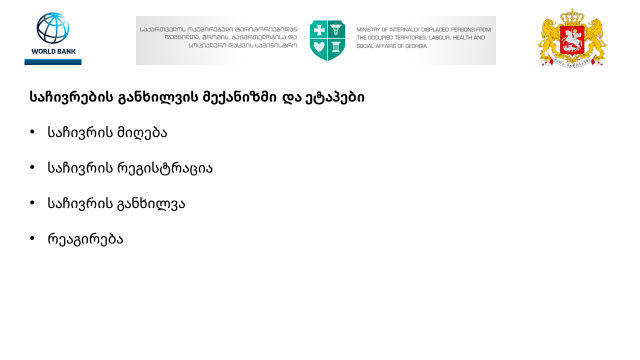 WORLD BANK
საქართველოს ოკუპირებული ტერიტორიებიდან
დევნილთა, შრომის, ჯანმრთელობისა და
სოციალური დაცვის სამინისტრო
MINISTRY OF INTERNALLY DISPLACED PERSONS FROM
THE OCCUPIED TERRITORIES, LABOUR, HEALTH AND
SOCIAL AFFAIRS OF GEORGIA
საჩივრების განხილვის მექანიზმი და ეტაპები
• საჩივრის მიღება
• საჩივრის რეგისტრაცია
• საჩივრის განხილვა
• რეაგირება